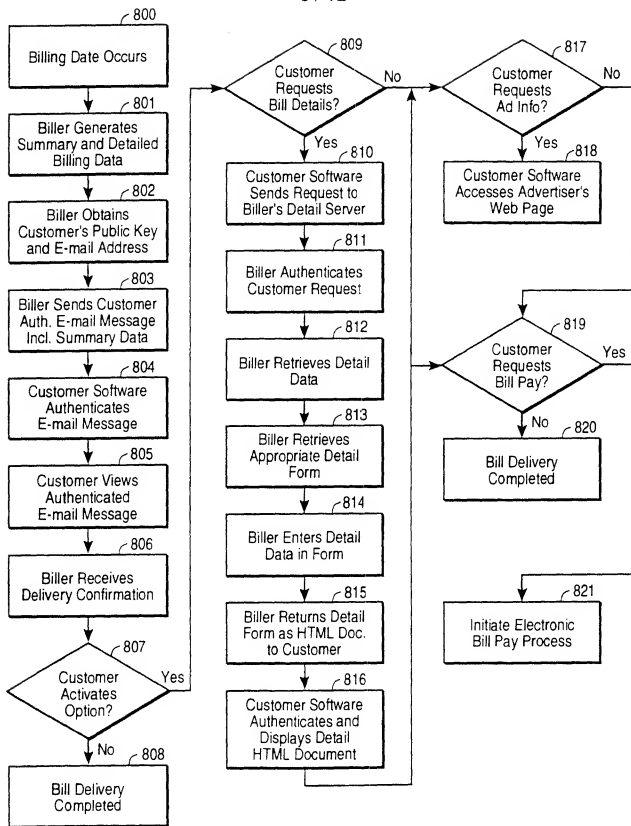 800
Billing Date Occurs
801
Biller Generates
Summary and Detailed
Billing Data
802
Biller Obtains
Customer's Public Key
and E-mail Address
803
Biller Sends Customer
Auth. E-mail Message
Incl. Summary Data
804
Customer Software
Authenticates
E-mail Message
805
Customer Views
Authenticated
E-mail Message
806
Biller Receives
Delivery Confirmation
807
Customer
Activates
Option?
Yes
No
808
Bill Delivery
Completed
809
Customer
Requests
Bill Details?
No
Yes
810
Customer Software
Sends Request to
Biller's Detail Server
811
Biller Authenticates
Customer Request
812
Biller Retrieves Detail
Data
813
Biller Retrieves
Appropriate Detail
Form
814
Biller Enters Detail
Data in Form
815
Biller Returns Detail
Form as HTML Doc.
to Customer
816
Customer Software
Authenticates and
Displays Detail
HTML Document
817
Customer
Requests
Ad Info?
No
Yes
818
Customer Software
Accesses Advertiser's
Web Page
819
Customer
Requests
Bill Pay?
Yes
No
820
Bill Delivery
Completed
821
Initiate Electronic
Bill Pay Process